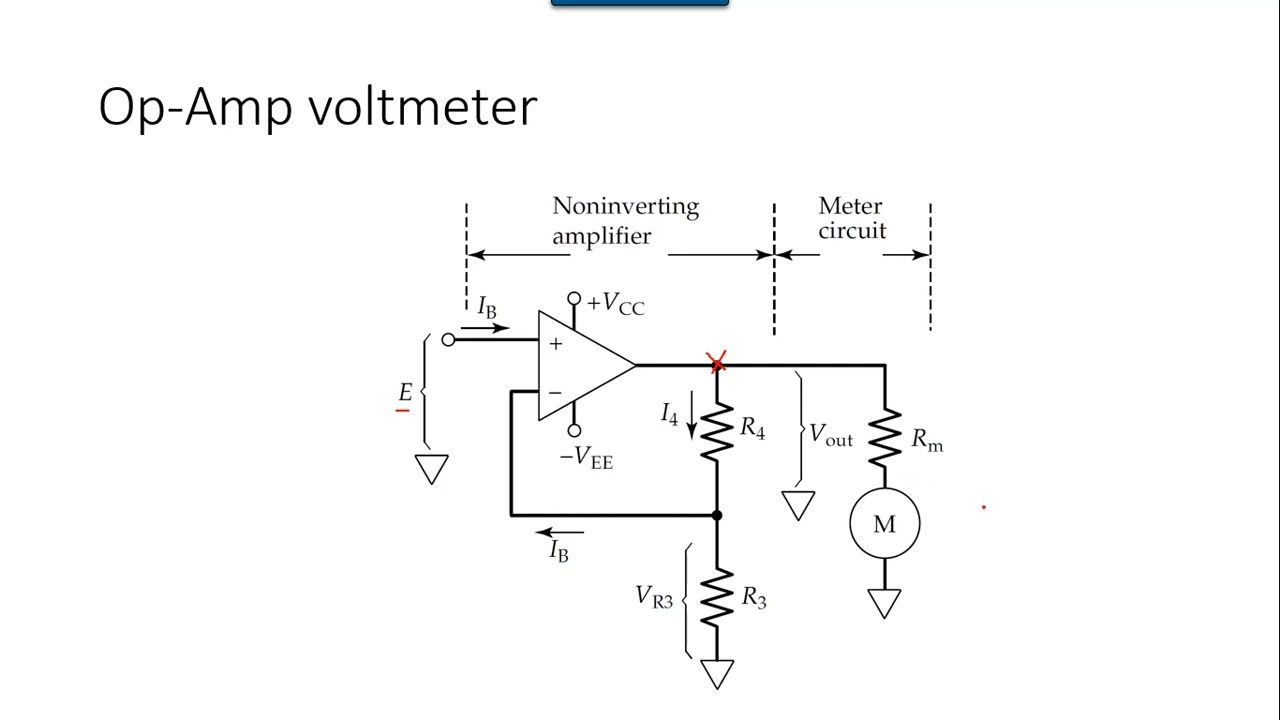 Op-Amp voltmeter
Noninverting
amplifier
Meter
circuit
I_B
+V_CC
+
E
−
I_4
R_4
V_out
R_m
−V_EE
M
I_B
V_R3
R_3